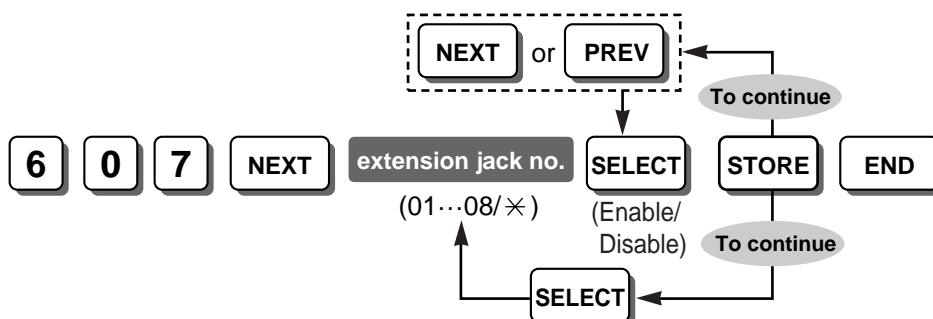 NEXT or PREV
To continue
6 0 7 NEXT extension jack no. SELECT STORE END
(01···08/✳) (Enable/
Disable)
To continue
SELECT